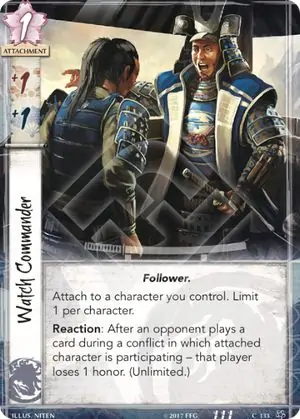 1
ATTACHMENT
+1
+1
Watch Commander
Follower.
Attach to a character you control. Limit
1 per character.
Reaction: After an opponent plays a
card during a conflict in which attached
character is participating – that player
loses 1 honor. (Unlimited.)
ILLUS. NITEN
©2017 FFG
111
C 133